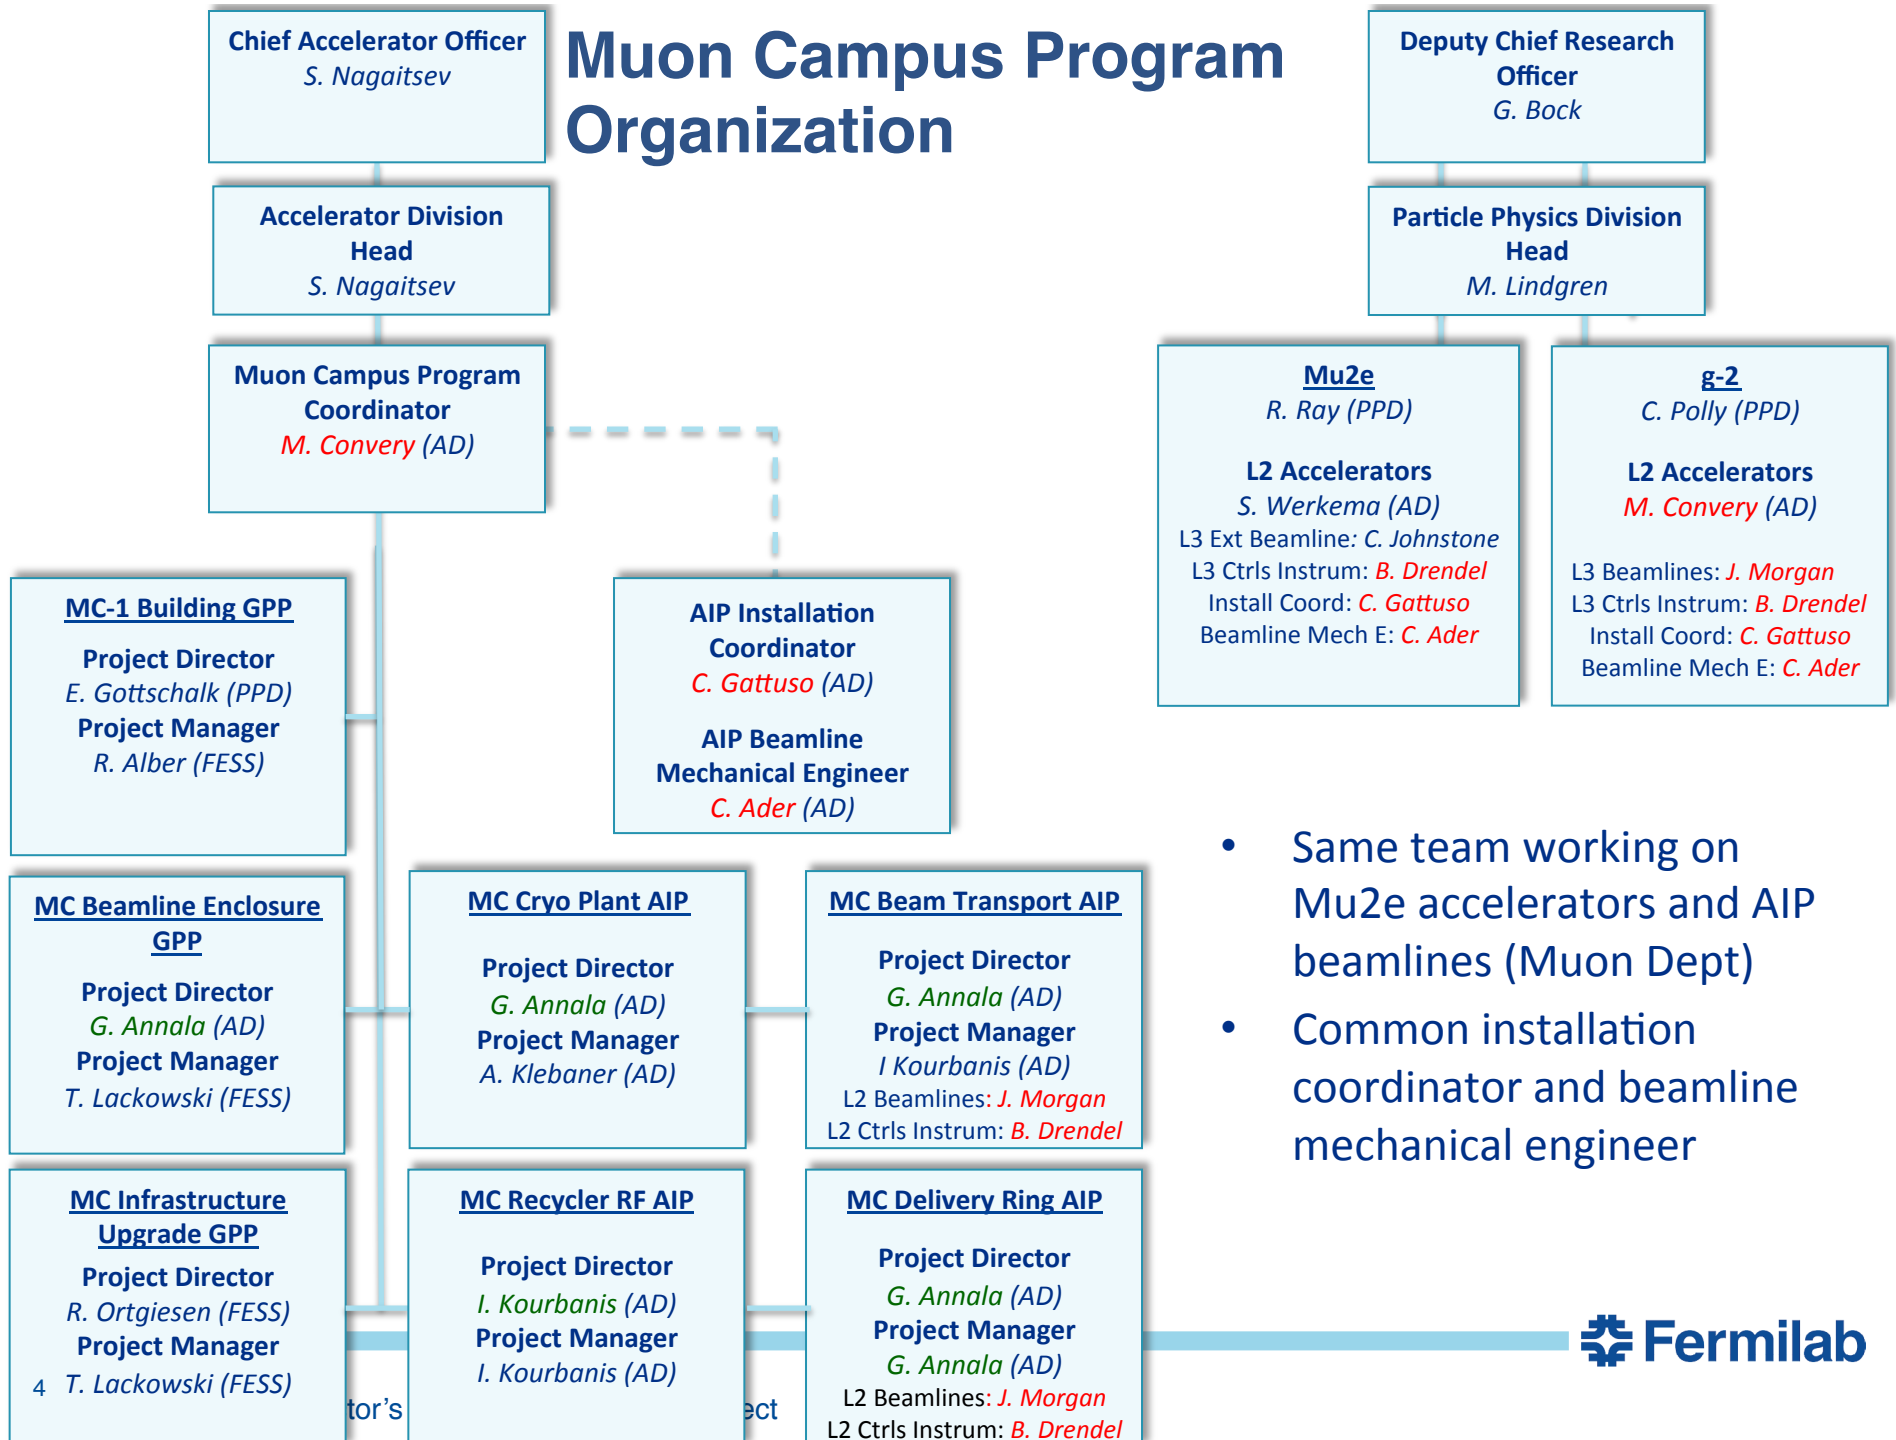 Chief Accelerator Officer
S. Nagaitsev
Muon Campus Program
Organization
Deputy Chief Research
Officer
G. Bock
Accelerator Division
Head
S. Nagaitsev
Particle Physics Division
Head
M. Lindgren
Muon Campus Program
Coordinator
M. Convery (AD)
Mu2e
R. Ray (PPD)
L2 Accelerators
S. Werkema (AD)
L3 Ext Beamline: C. Johnstone
L3 Ctrls Instrum: B. Drendel
Install Coord: C. Gattuso
Beamline Mech E: C. Ader
g-2
C. Polly (PPD)
L2 Accelerators
M. Convery (AD)
L3 Beamlines: J. Morgan
L3 Ctrls Instrum: B. Drendel
Install Coord: C. Gattuso
Beamline Mech E: C. Ader
MC-1 Building GPP
Project Director
E. Gottschalk (PPD)
Project Manager
R. Alber (FESS)
AIP Installation
Coordinator
C. Gattuso (AD)
AIP Beamline
Mechanical Engineer
C. Ader (AD)
MC Beamline Enclosure
GPP
Project Director
G. Annala (AD)
Project Manager
T. Lackowski (FESS)
MC Cryo Plant AIP
Project Director
G. Annala (AD)
Project Manager
A. Klebaner (AD)
MC Beam Transport AIP
Project Director
G. Annala (AD)
Project Manager
I Kourbanis (AD)
L2 Beamlines: J. Morgan
L2 Ctrls Instrum: B. Drendel
• Same team working on
Mu2e accelerators and AIP
beamlines (Muon Dept)
• Common installation
coordinator and beamline
mechanical engineer
MC Infrastructure
Upgrade GPP
Project Director
R. Ortgiesen (FESS)
Project Manager
T. Lackowski (FESS)
MC Recycler RF AIP
Project Director
I. Kourbanis (AD)
Project Manager
I. Kourbanis (AD)
MC Delivery Ring AIP
Project Director
G. Annala (AD)
Project Manager
G. Annala (AD)
L2 Beamlines: J. Morgan
L2 Ctrls Instrum: B. Drendel
Fermilab
4
tor's
ect